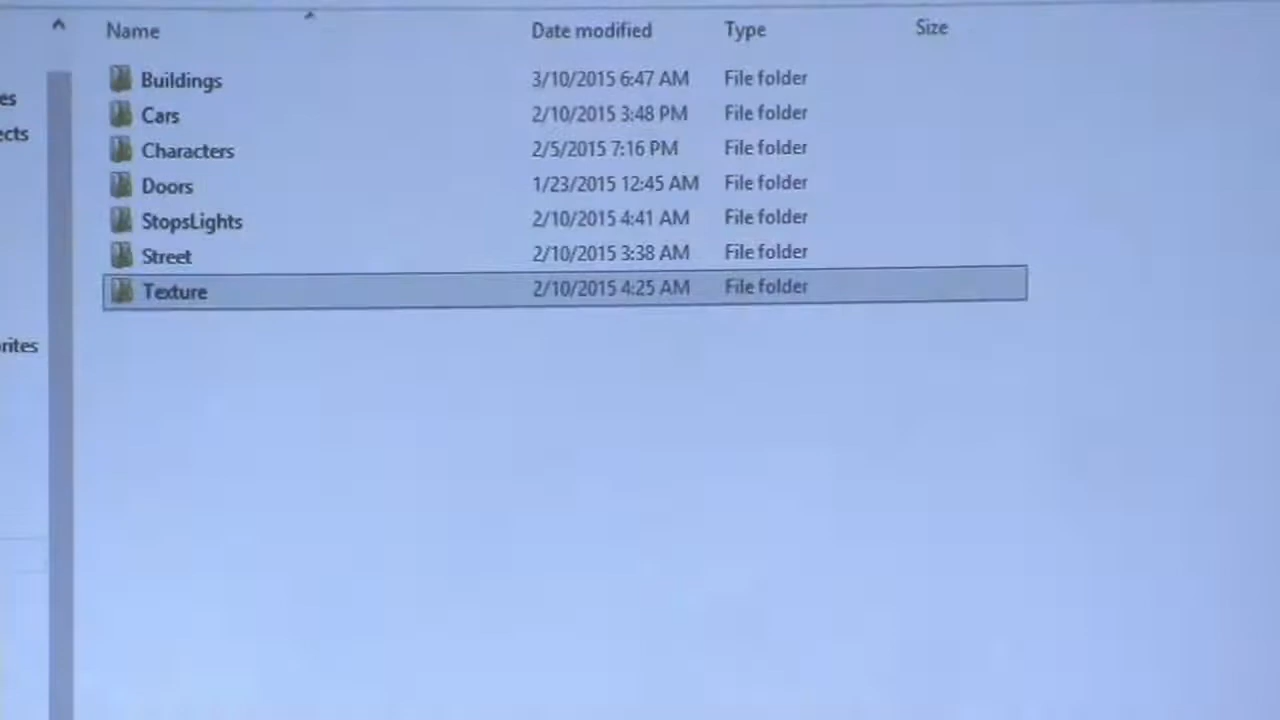 Name Date modified Type Size
Buildings 3/10/2015 6:47 AM File folder
es
Cars 2/10/2015 3:48 PM File folder
ects
Characters 2/5/2015 7:16 PM File folder
Doors 1/23/2015 12:45 AM File folder
StopsLights 2/10/2015 4:41 AM File folder
Street 2/10/2015 3:38 AM File folder
Texture 2/10/2015 4:25 AM File folder
rites